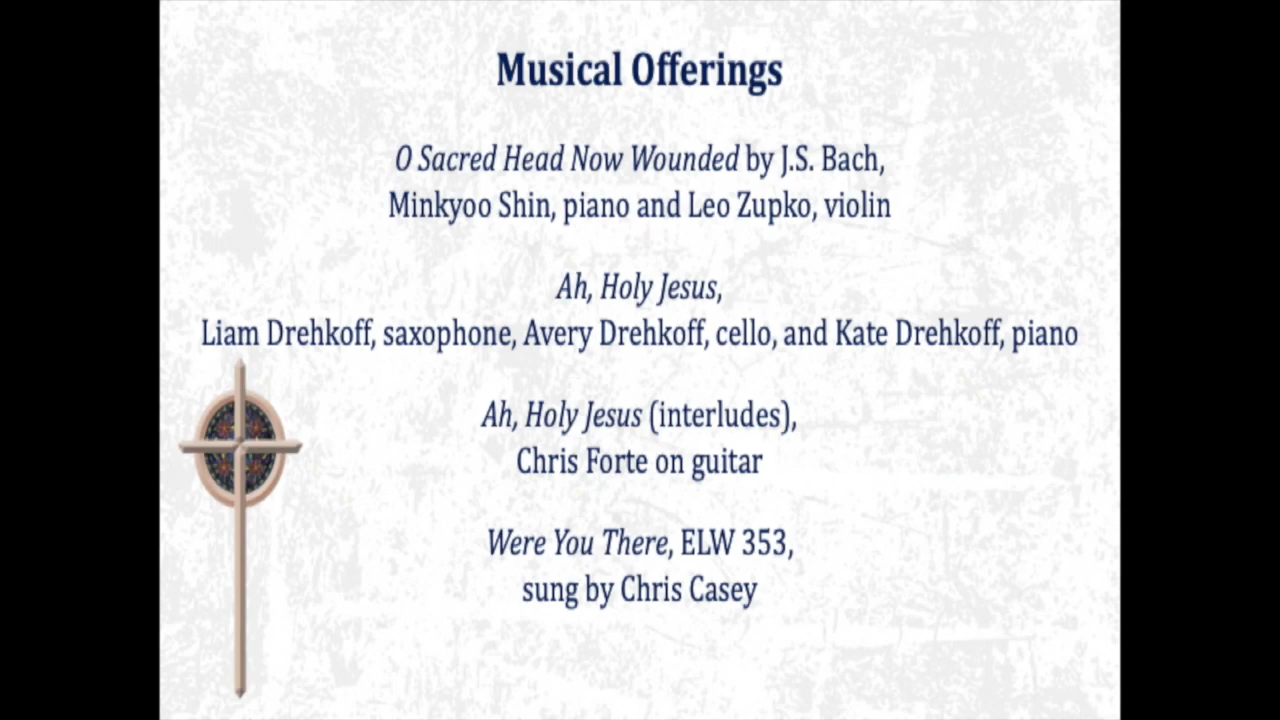 Musical Offerings
O Sacred Head Now Wounded by J.S. Bach,
Minkyoo Shin, piano and Leo Zupko, violin
Ah, Holy Jesus,
Liam Drehkoff, saxophone, Avery Drehkoff, cello, and Kate Drehkoff, piano
Ah, Holy Jesus (interludes),
Chris Forte on guitar
Were You There, ELW 353,
sung by Chris Casey